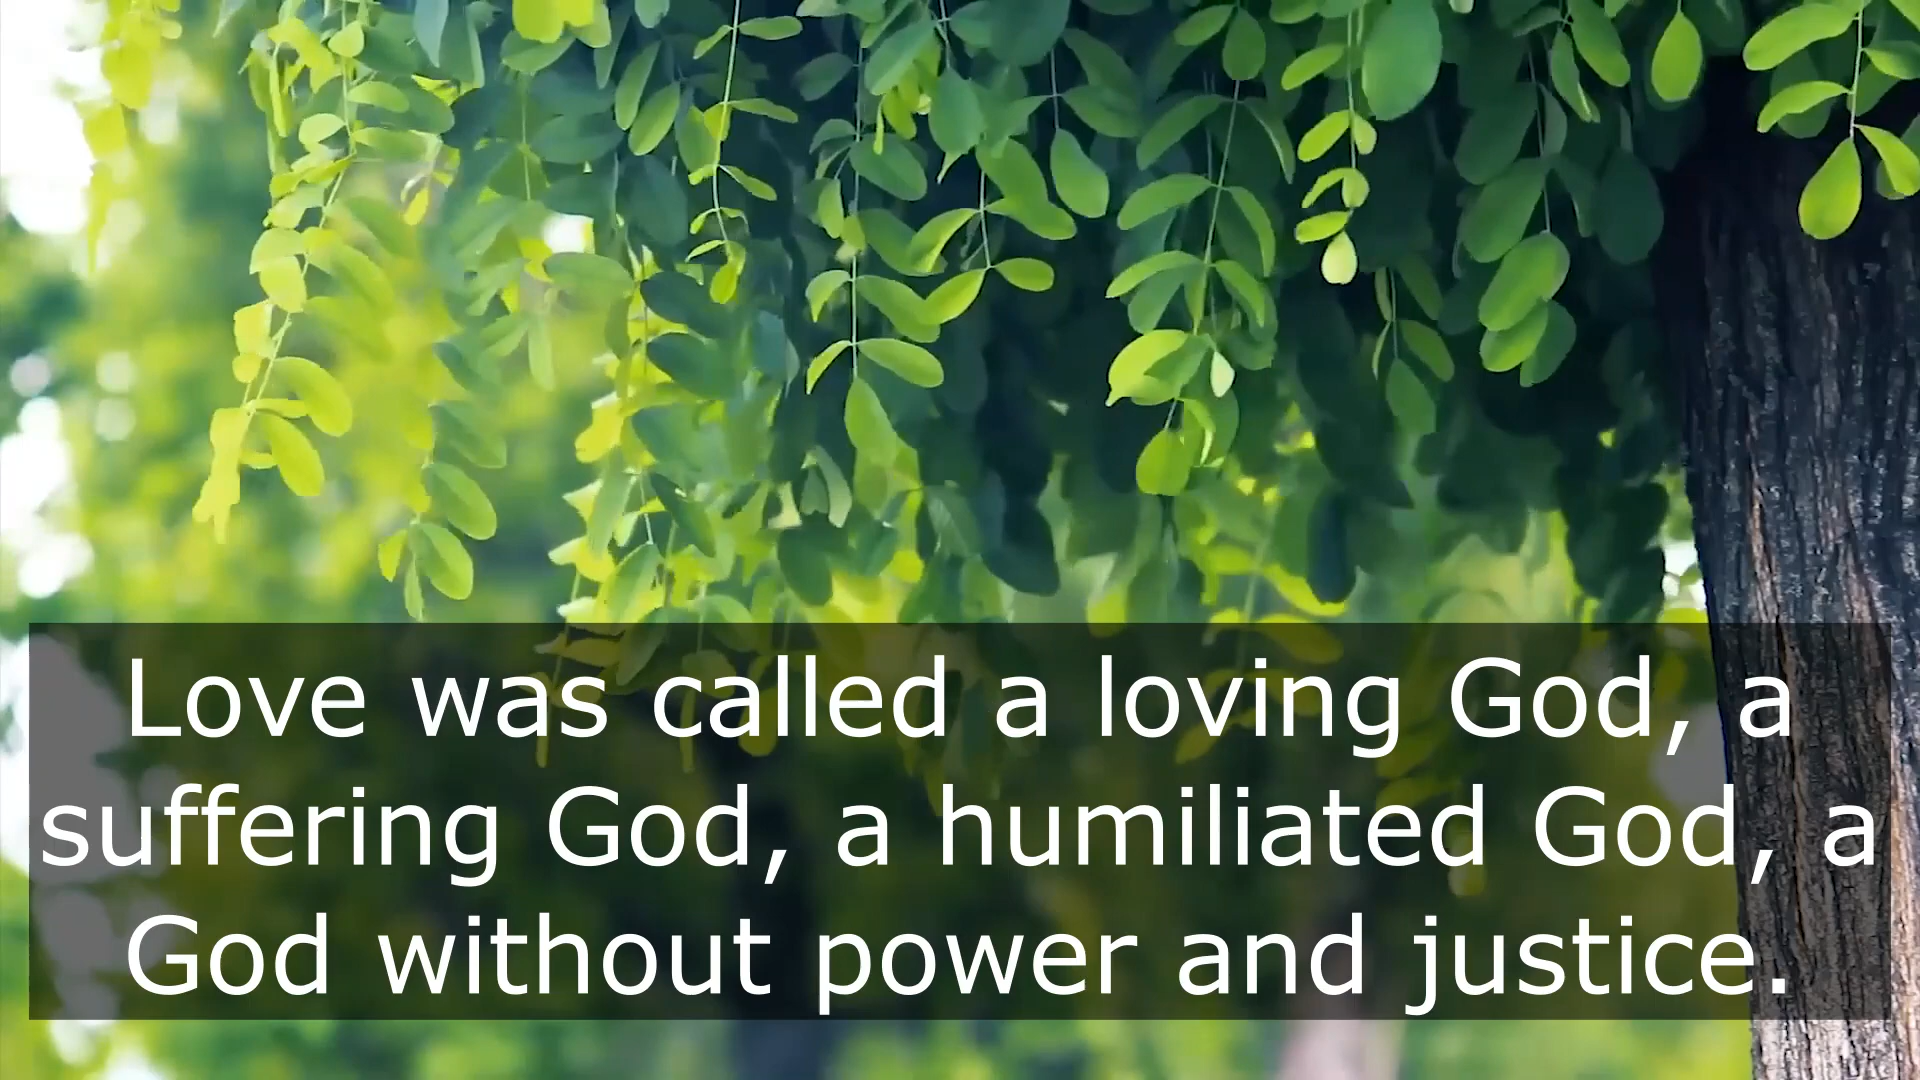 Love was called a loving God, a
suffering God, a humiliated God, a
God without power and justice.